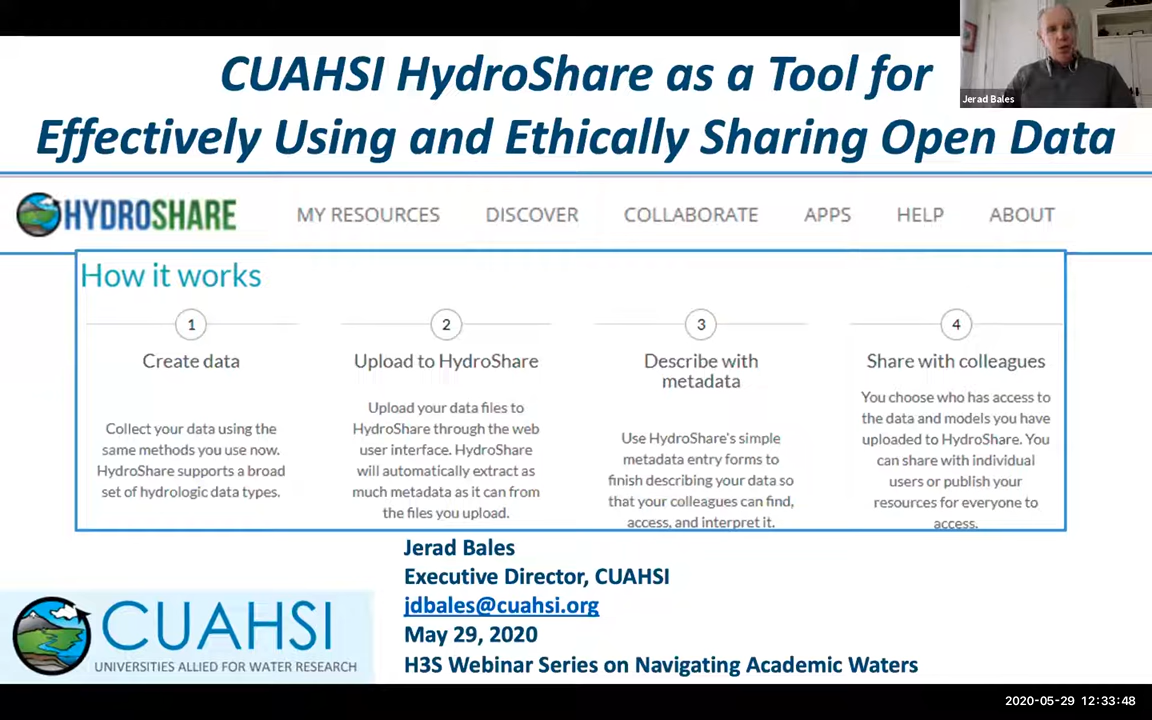 CUAHSI HydroShare as a Tool for
Effectively Using and Ethically Sharing Open Data
Jerad Bales
HYDROSHARE
MY RESOURCES
DISCOVER
COLLABORATE
APPS
HELP
ABOUT
How it works
1
Create data
Collect your data using the
same methods you use now.
HydroShare supports a broad
set of hydrologic data types.
2
Upload to HydroShare
Upload your data files to
HydroShare through the web
user interface. HydroShare
will automatically extract as
much metadata as it can from
the files you upload.
3
Describe with
metadata
Use HydroShare's simple
metadata entry forms to
finish describing your data so
that your colleagues can find,
access, and interpret it.
4
Share with colleagues
You choose who has access to
the data and models you have
uploaded to HydroShare. You
can share with individual
users or publish your
resources for everyone to
access.
Jerad Bales
Executive Director, CUAHSI
jdbales@cuahsi.org
May 29, 2020
H3S Webinar Series on Navigating Academic Waters
CUAHSI
UNIVERSITIES ALLIED FOR WATER RESEARCH
2020-05-29 12:33:48